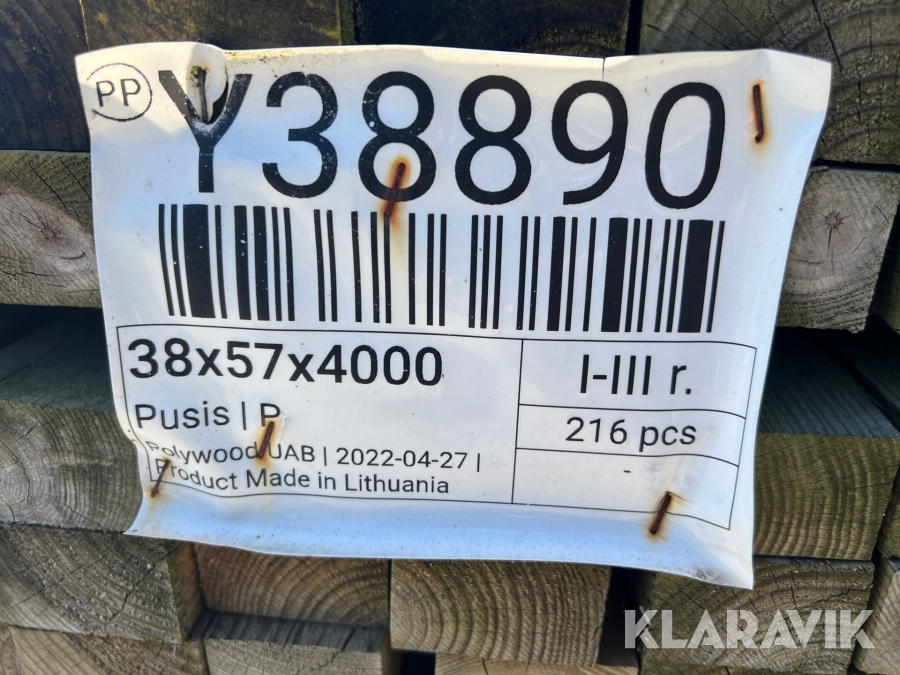 PP
Y38890
38x57x4000
I-III r.
Pusis | P
216 pcs
Polywood UAB | 2022-04-27 |
-
Product Made in Lithuania
KLARAVIK